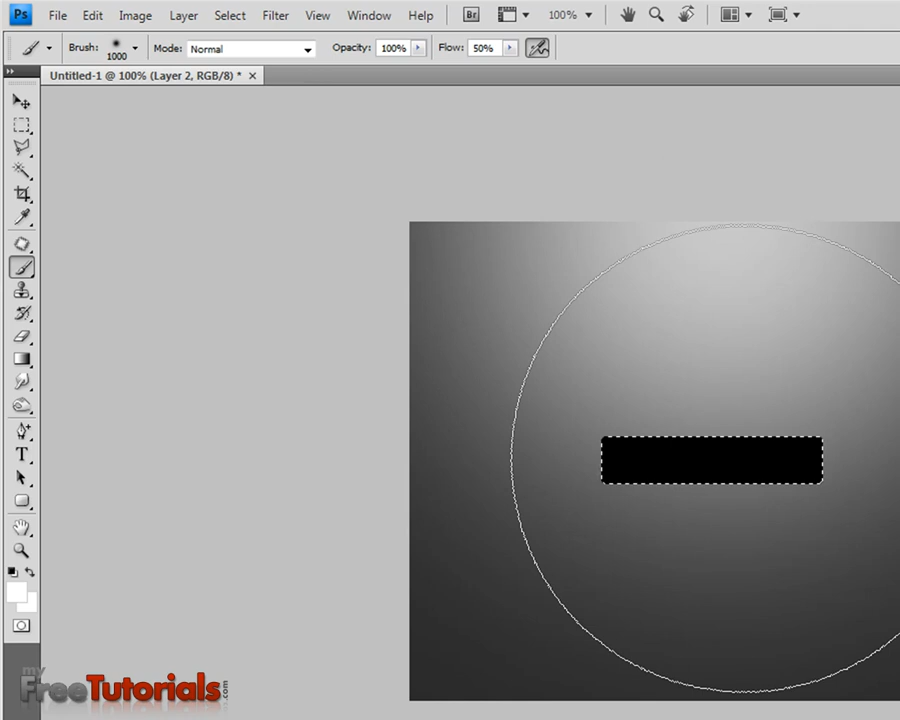 Ps File Edit Image Layer Select Filter View Window Help Br 100%
Brush: 1000 Mode: Normal Opacity: 100% Flow: 50%
Untitled-1 @ 100% (Layer 2, RGB/8) *
T
my
FreeTutorials.com